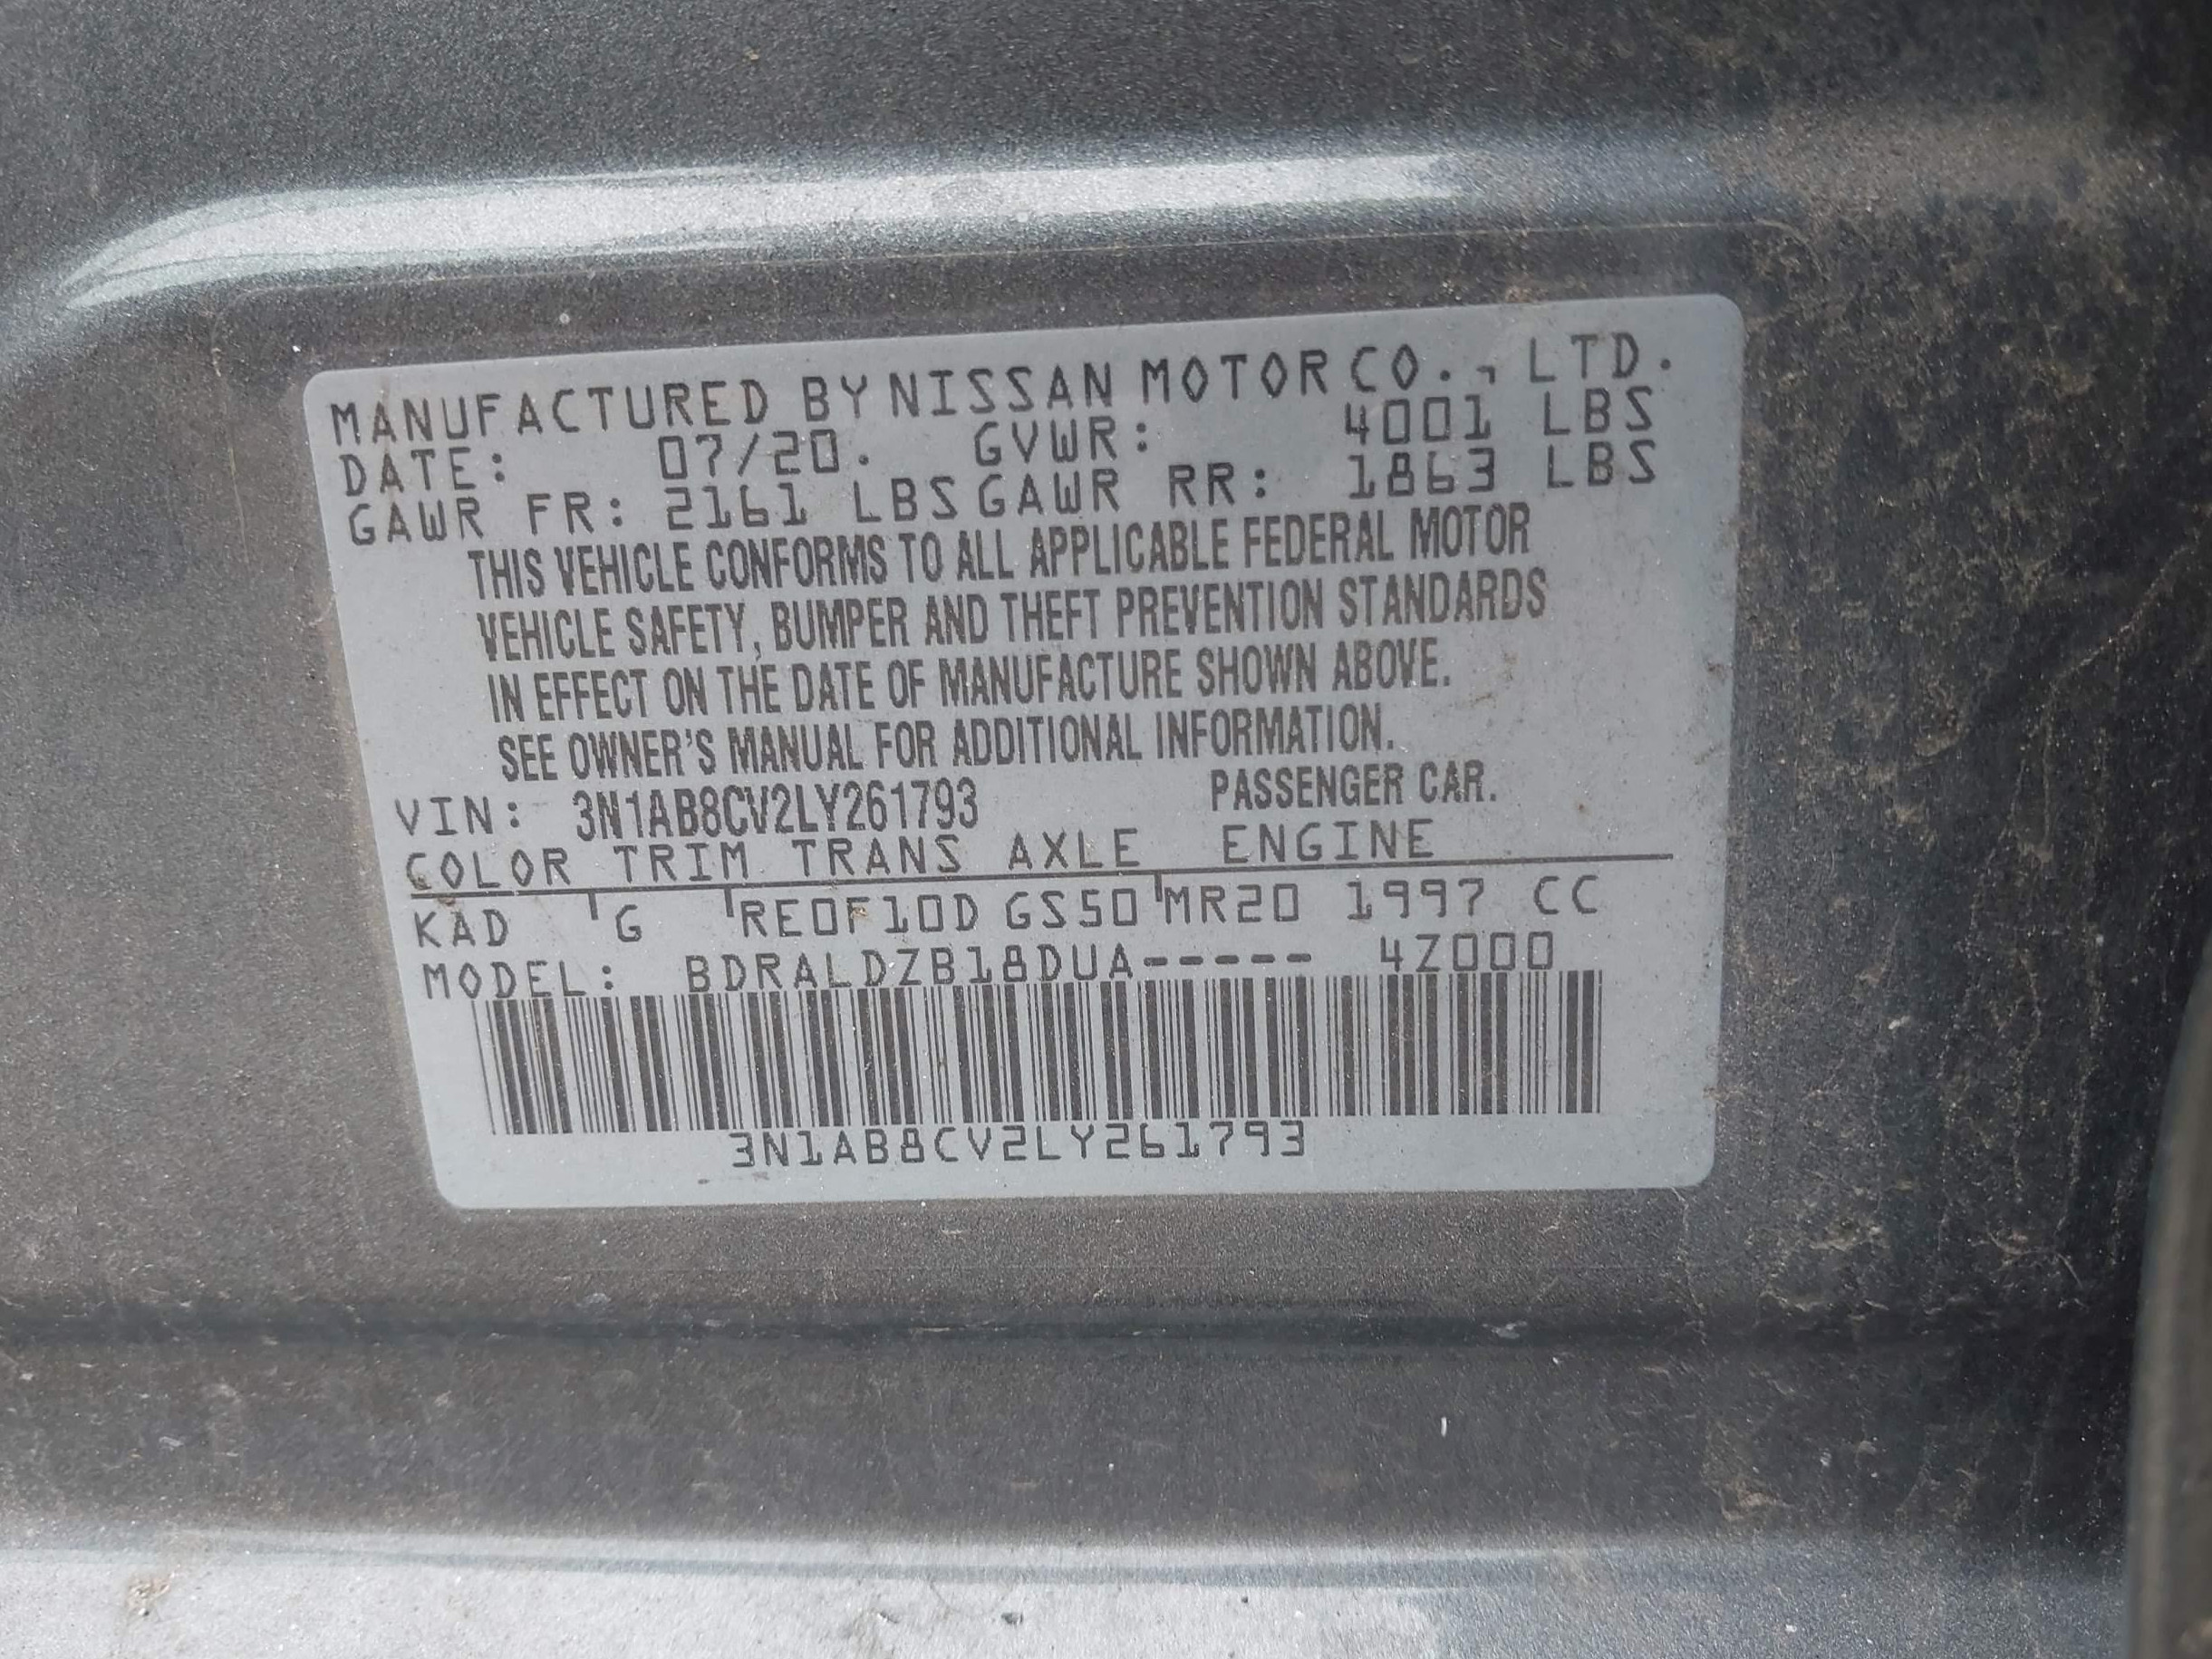 MANUFACTURED BY NISSAN MOTOR CO., LTD.
DATE: 07/20. GVWR: 4001 LBS
GAWR FR: 2161 LBS GAWR RR: 1863 LBS
THIS VEHICLE CONFORMS TO ALL APPLICABLE FEDERAL MOTOR
VEHICLE SAFETY, BUMPER AND THEFT PREVENTION STANDARDS
IN EFFECT ON THE DATE OF MANUFACTURE SHOWN ABOVE.
SEE OWNER'S MANUAL FOR ADDITIONAL INFORMATION.
VIN: 3N1AB8CV2LY261793 PASSENGER CAR.
COLOR TRIM TRANS AXLE ENGINE
KAD G RE0F10D GS50 MR20 1997 CC
MODEL: BDRALDZB18DUA----- 4Z000
3N1AB8CV2LY261793